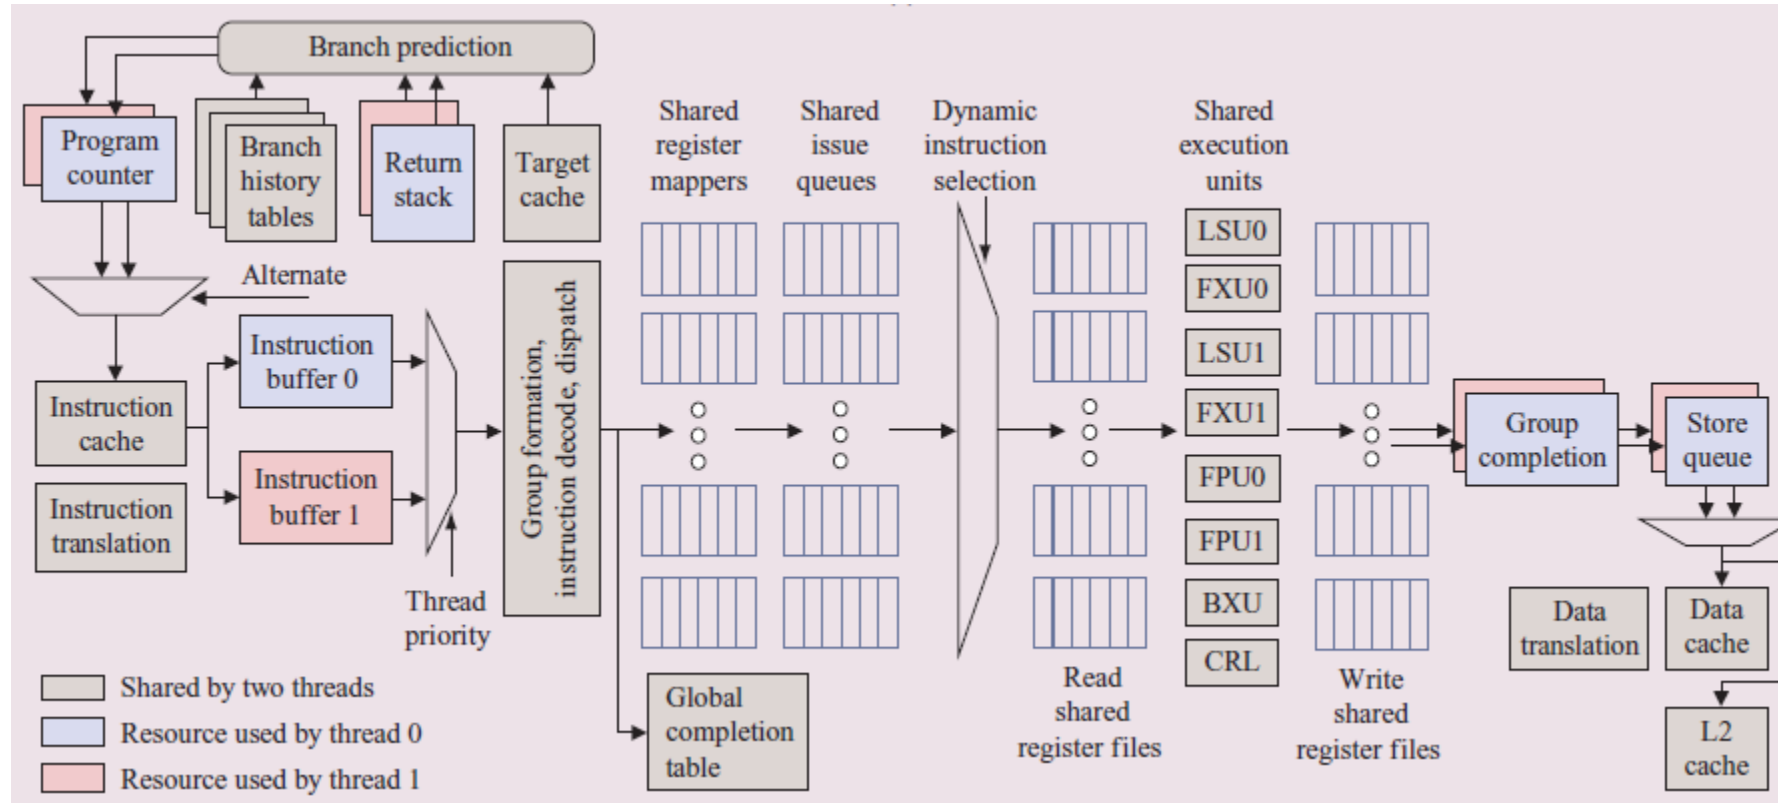 Branch prediction
Program
counter
Branch
history
tables
Return
stack
Target
cache
Shared
register
mappers
Shared
issue
queues
Dynamic
instruction
selection
Shared
execution
units
Alternate
Instruction
cache
Instruction
translation
Instruction
buffer 0
Instruction
buffer 1
Thread
priority
Group formation,
instruction decode, dispatch
Global
completion
table
LSU0
FXU0
LSU1
FXU1
FPU0
FPU1
BXU
CRL
Read
shared
register files
Write
shared
register files
Group
completion
Store
queue
Data
translation
Data
cache
L2
cache
Shared by two threads
Resource used by thread 0
Resource used by thread 1